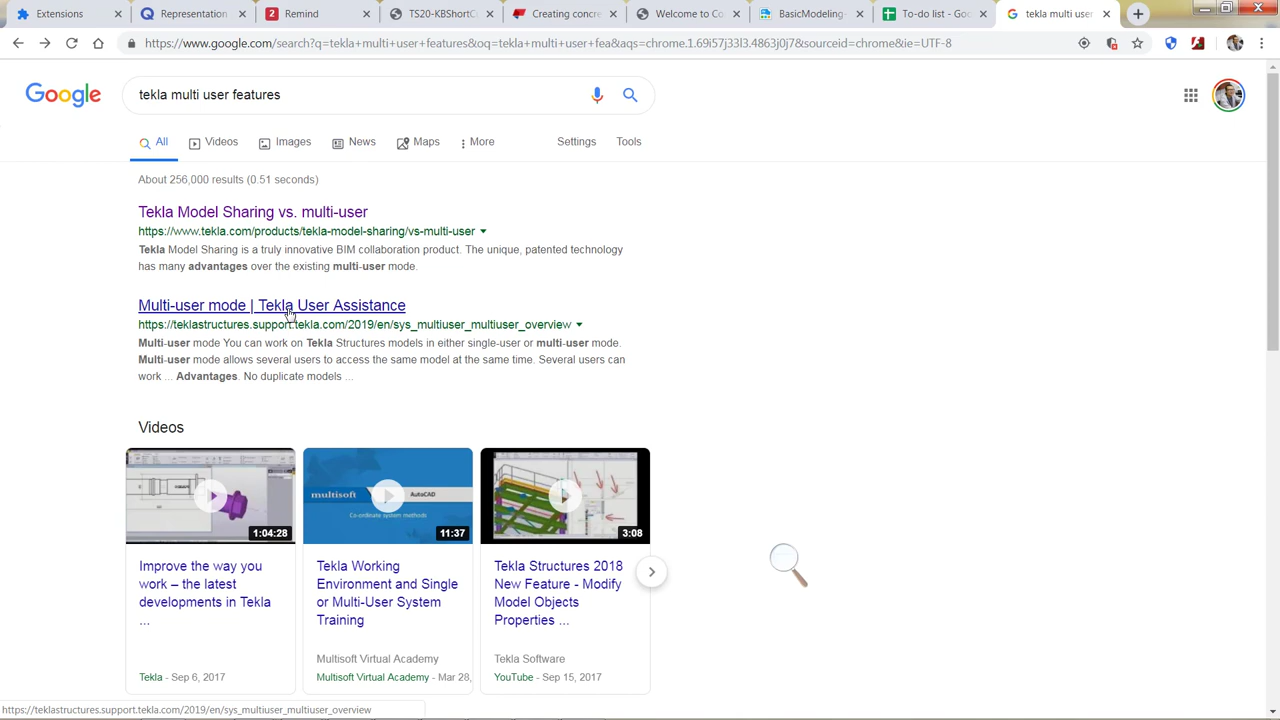 Extensions
Representation
Remind
TS20-KBShortC
Creating concre
Welcome to Co
BasicModeling
To-do list - Goo
tekla multi user
https://www.google.com/search?q=tekla+multi+user+features&oq=tekla+multi+user+fea&aqs=chrome.1.69i57j33l3.4863j0j7&sourceid=chrome&ie=UTF-8
Google
tekla multi user features
All
Videos
Images
News
Maps
More
Settings
Tools
About 256,000 results (0.51 seconds)
Tekla Model Sharing vs. multi-user
https://www.tekla.com/products/tekla-model-sharing/vs-multi-user
Tekla Model Sharing is a truly innovative BIM collaboration product. The unique, patented technology
has many advantages over the existing multi-user mode.
Multi-user mode | Tekla User Assistance
https://teklastructures.support.tekla.com/2019/en/sys_multiuser_multiuser_overview
Multi-user mode You can work on Tekla Structures models in either single-user or multi-user mode.
Multi-user mode allows several users to access the same model at the same time. Several users can
work ... Advantages. No duplicate models ...
Videos
1:04:28
Improve the way you
work – the latest
developments in Tekla
...
Tekla - Sep 6, 2017
multisoft
AutoCAD
Co-ordinate system methods
11:37
Tekla Working
Environment and Single
or Multi-User System
Training
Multisoft Virtual Academy
Multisoft Virtual Academy - Mar 28,
3:08
Tekla Structures 2018
New Feature - Modify
Model Objects
Properties ...
Tekla Software
YouTube - Sep 15, 2017
https://teklastructures.support.tekla.com/2019/en/sys_multiuser_multiuser_overview